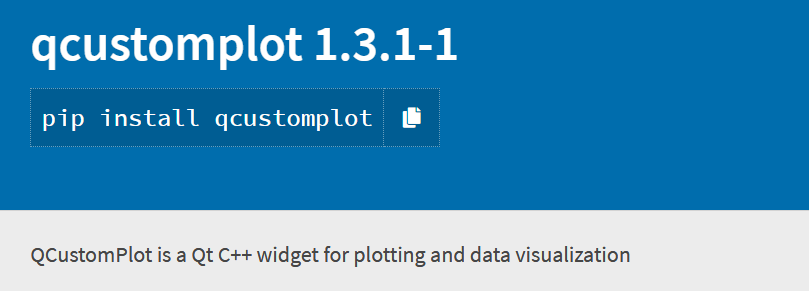 qcustomplot 1.3.1-1
pip install qcustomplot
QCustomPlot is a Qt C++ widget for plotting and data visualization